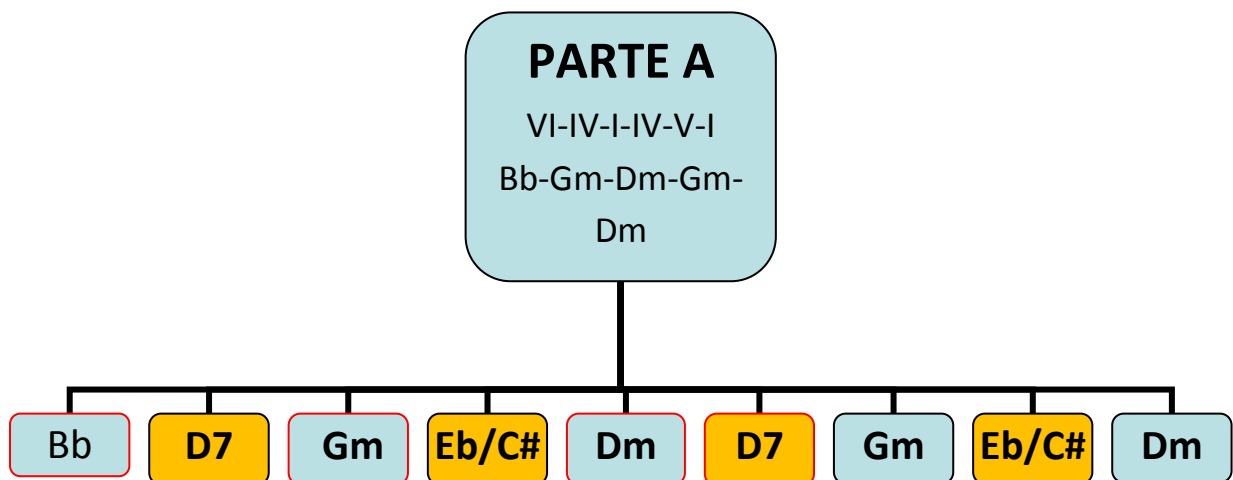 PARTE A
VI-IV-I-IV-V-I
Bb-Gm-Dm-Gm-
Dm
Bb D7 Gm Eb/C# Dm D7 Gm Eb/C# Dm